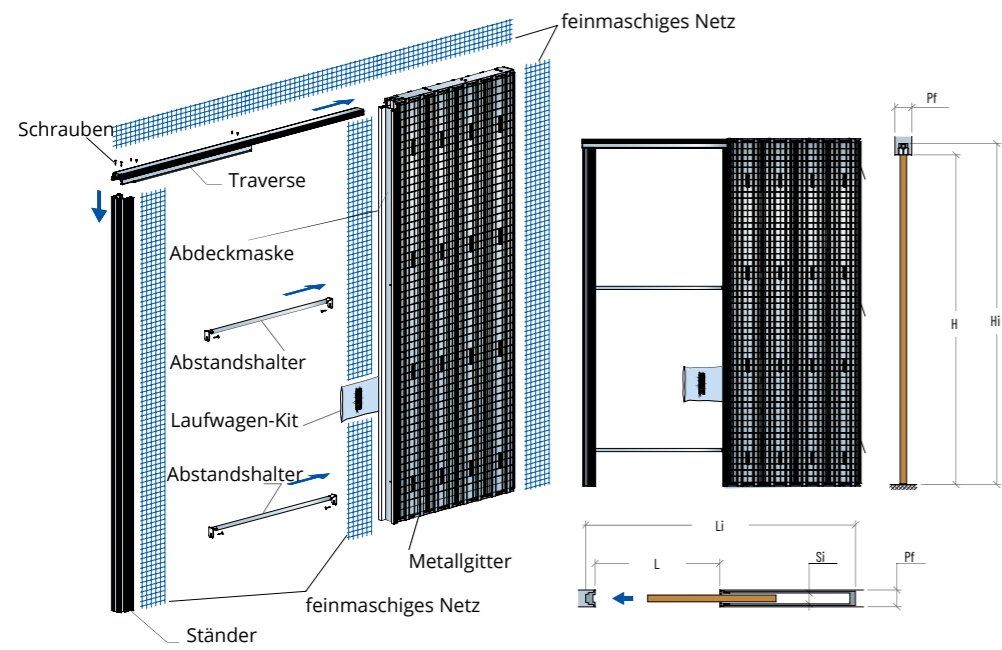 feinmaschiges Netz
Schrauben
Traverse
Abdeckmaske
Abstandshalter
Laufwagen-Kit
Abstandshalter
Metallgitter
feinmaschiges Netz
Ständer
Pf
H
Hi
Li
L
Si
Pf